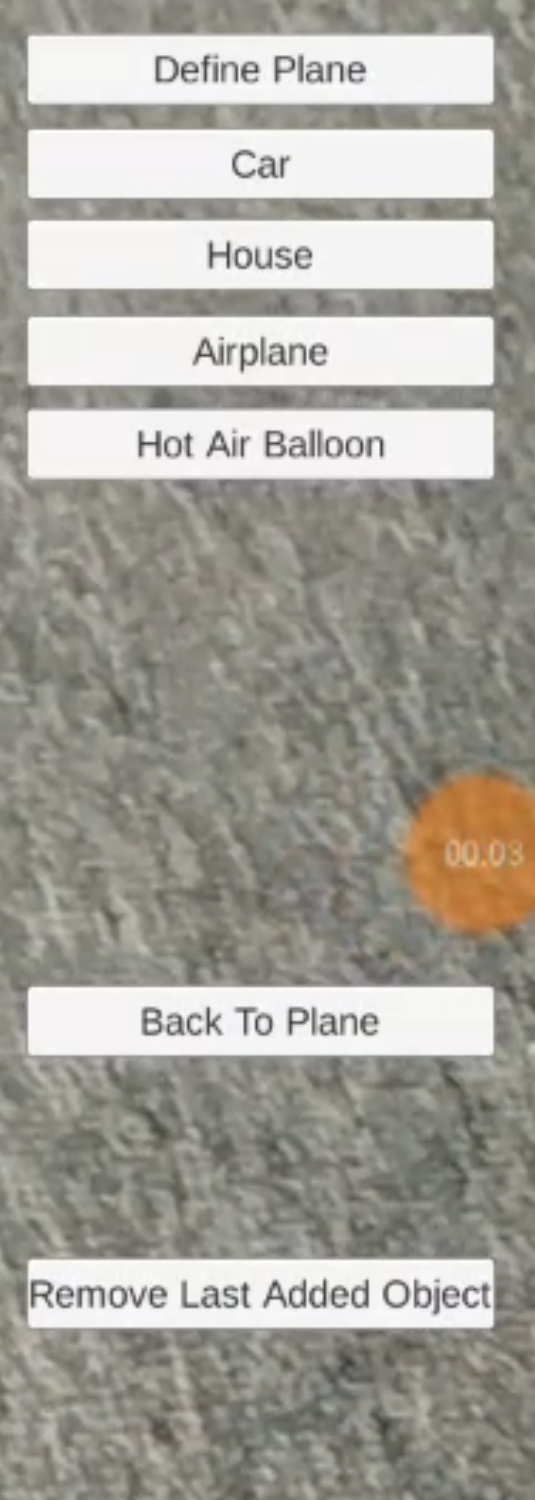 Define Plane
Car
House
Airplane
Hot Air Balloon
00:03
Back To Plane
Remove Last Added Object